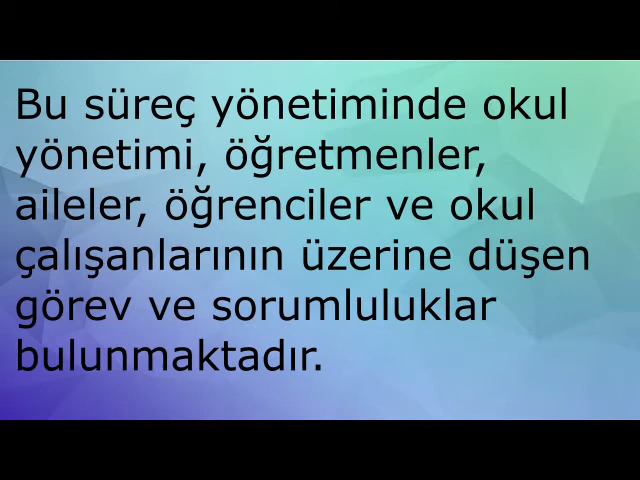 Bu süreç yönetiminde okul
yönetimi, öğretmenler,
aileler, öğrenciler ve okul
çalışanlarının üzerine düşen
görev ve sorumluluklar
bulunmaktadır.